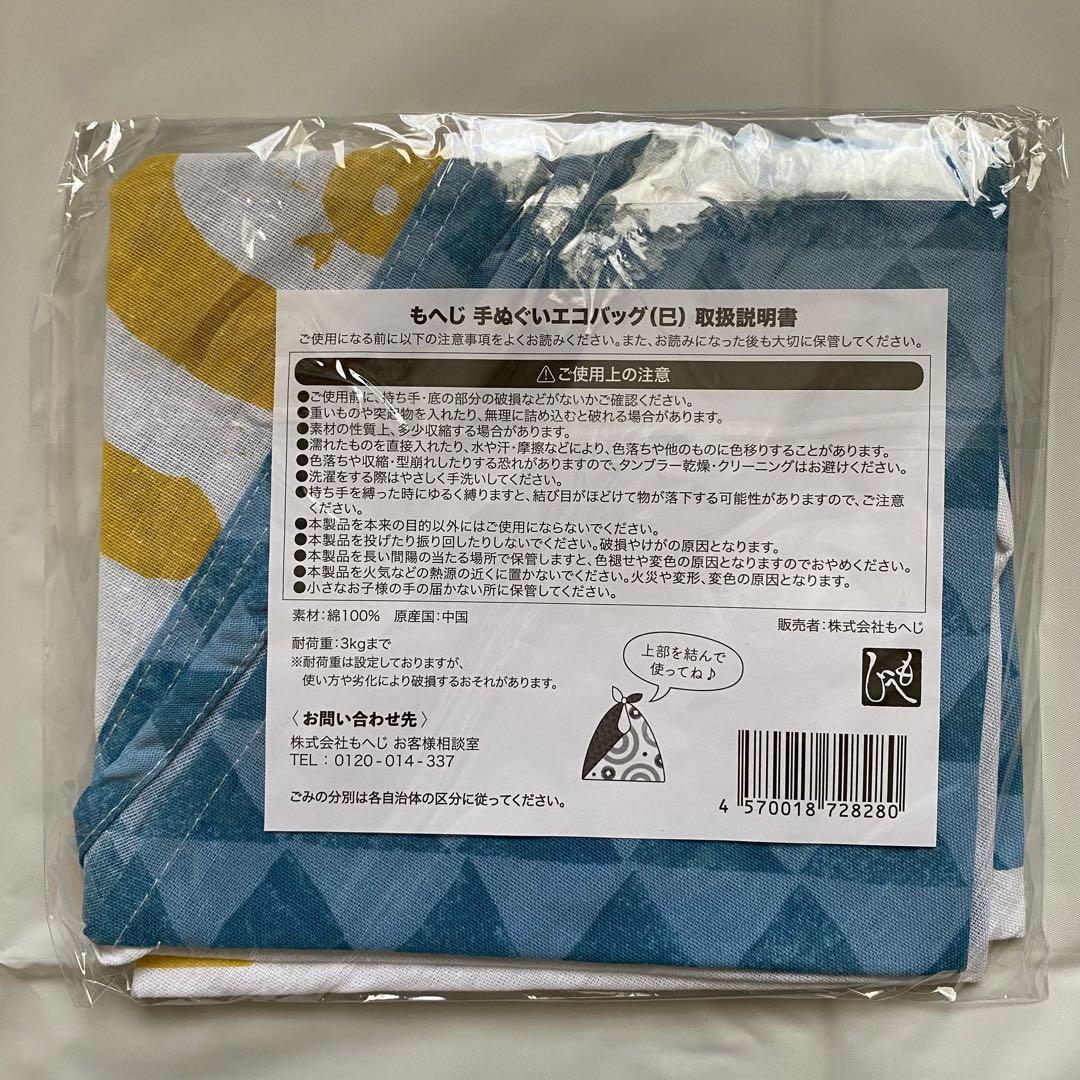 もへじ 手ぬぐいエコバッグ(巳) 取扱説明書
ご使用になる前に以下の注意事項をよくお読みください。また、お読みになった後も大切に保管してください。
⚠ご使用上の注意
●ご使用前に、持ち手・底の部分の破損などがないかご確認ください。
●重いものや突起物を入れたり、無理に詰め込むと破れる場合があります。
●素材の性質上、多少収縮する場合があります。
●濡れたものを直接入れたり、水や汗・摩擦などにより、色落ちや他のものに色移りすることがあります。
●色落ちや収縮・型崩れしたりする恐れがありますので、タンブラー乾燥・クリーニングはお避けください。
●洗濯をする際はやさしく手洗いしてください。
●持ち手を縛った時にゆるく縛りますと、結び目がほどけて物が落下する可能性がありますので、ご注意
ください。
●本製品を本来の目的以外にはご使用にならないでください。
●本製品を投げたり振り回したりしないでください。破損やけがの原因となります。
●本製品を長い間陽の当たる場所で保管しますと、色褪せや変色の原因となりますのでおやめください。
●本製品を火気などの熱源の近くに置かないでください。火災や変形、変色の原因となります。
●小さなお子様の手の届かない所に保管してください。
素材:綿100% 原産国:中国
販売者:株式会社もへじ
耐荷重:3kgまで
※耐荷重は設定しておりますが、
使い方や劣化により破損するおそれがあります。
上部を結んで
使ってね♪
もへじ
〈お問い合わせ先〉
株式会社もへじ お客様相談室
TEL:0120-014-337
ごみの分別は各自治体の区分に従ってください。
4 570018 728280